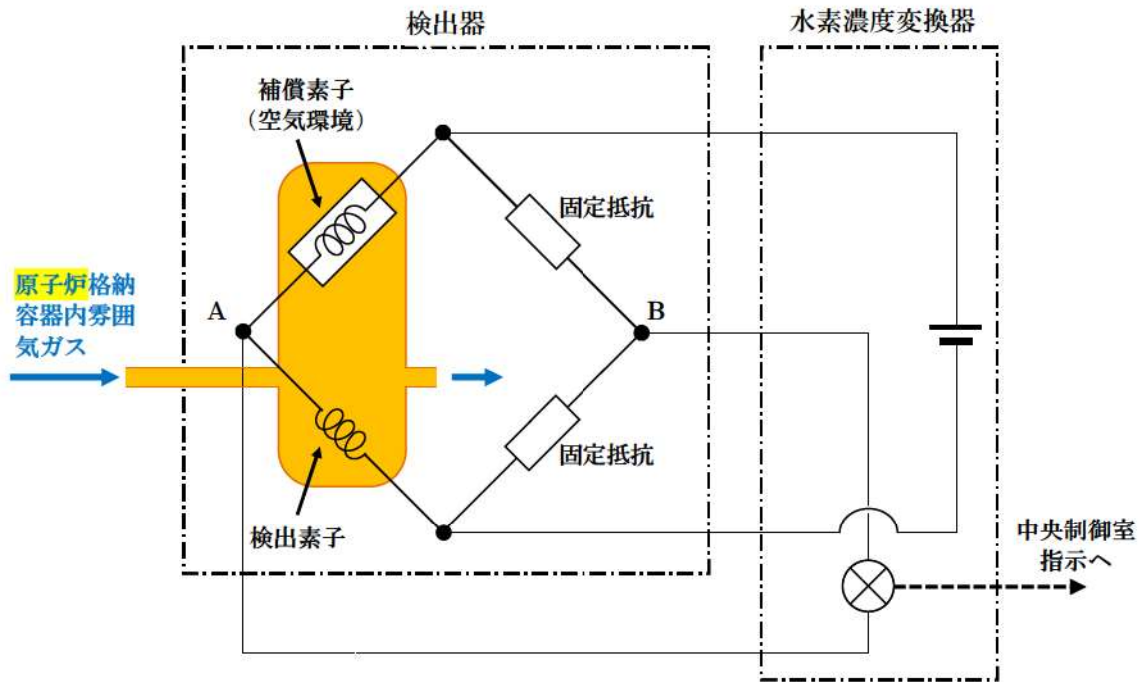 検出器
水素濃度変換器
補償素子
(空気環境)
固定抵抗
原子炉格納
容器内雰囲
気ガス
A
B
固定抵抗
検出素子
中央制御室
指示へ